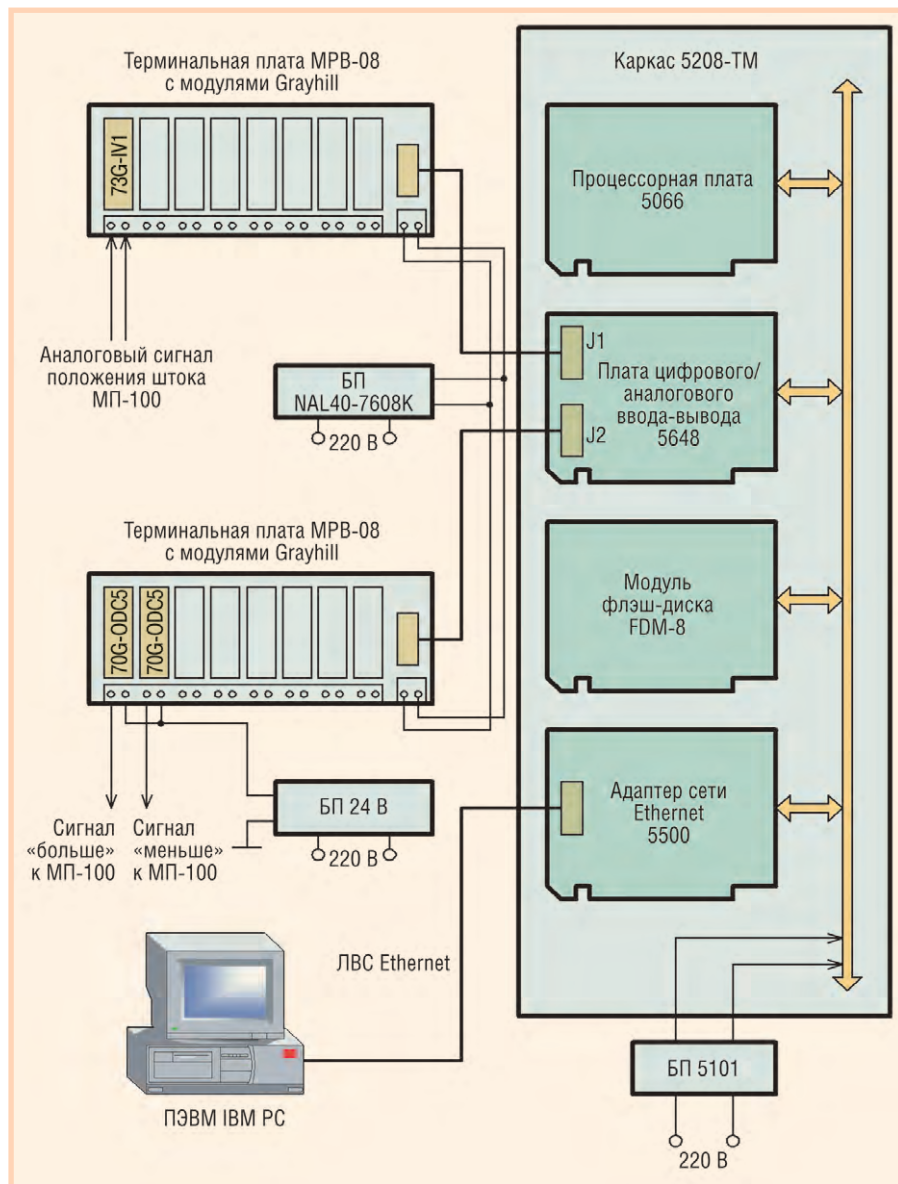 Терминальная плата МРВ-08
с модулями Grayhill
73G-IV1
Аналоговый сигнал
положения штока
МП-100
БП
NAL40-7608K
220 В
Терминальная плата МРВ-08
с модулями Grayhill
70G-ODC5
70G-ODC5
Сигнал
«больше»
к МП-100
Сигнал
«меньше»
к МП-100
БП 24 В
220 В
ЛВС Ethernet
ПЭВМ IBM PC
Каркас 5208-ТМ
Процессорная плата
5066
J1
J2
Плата цифрового/
аналогового
ввода-вывода
5648
Модуль
флэш-диска
FDM-8
Адаптер сети
Ethernet
5500
БП 5101
220 В